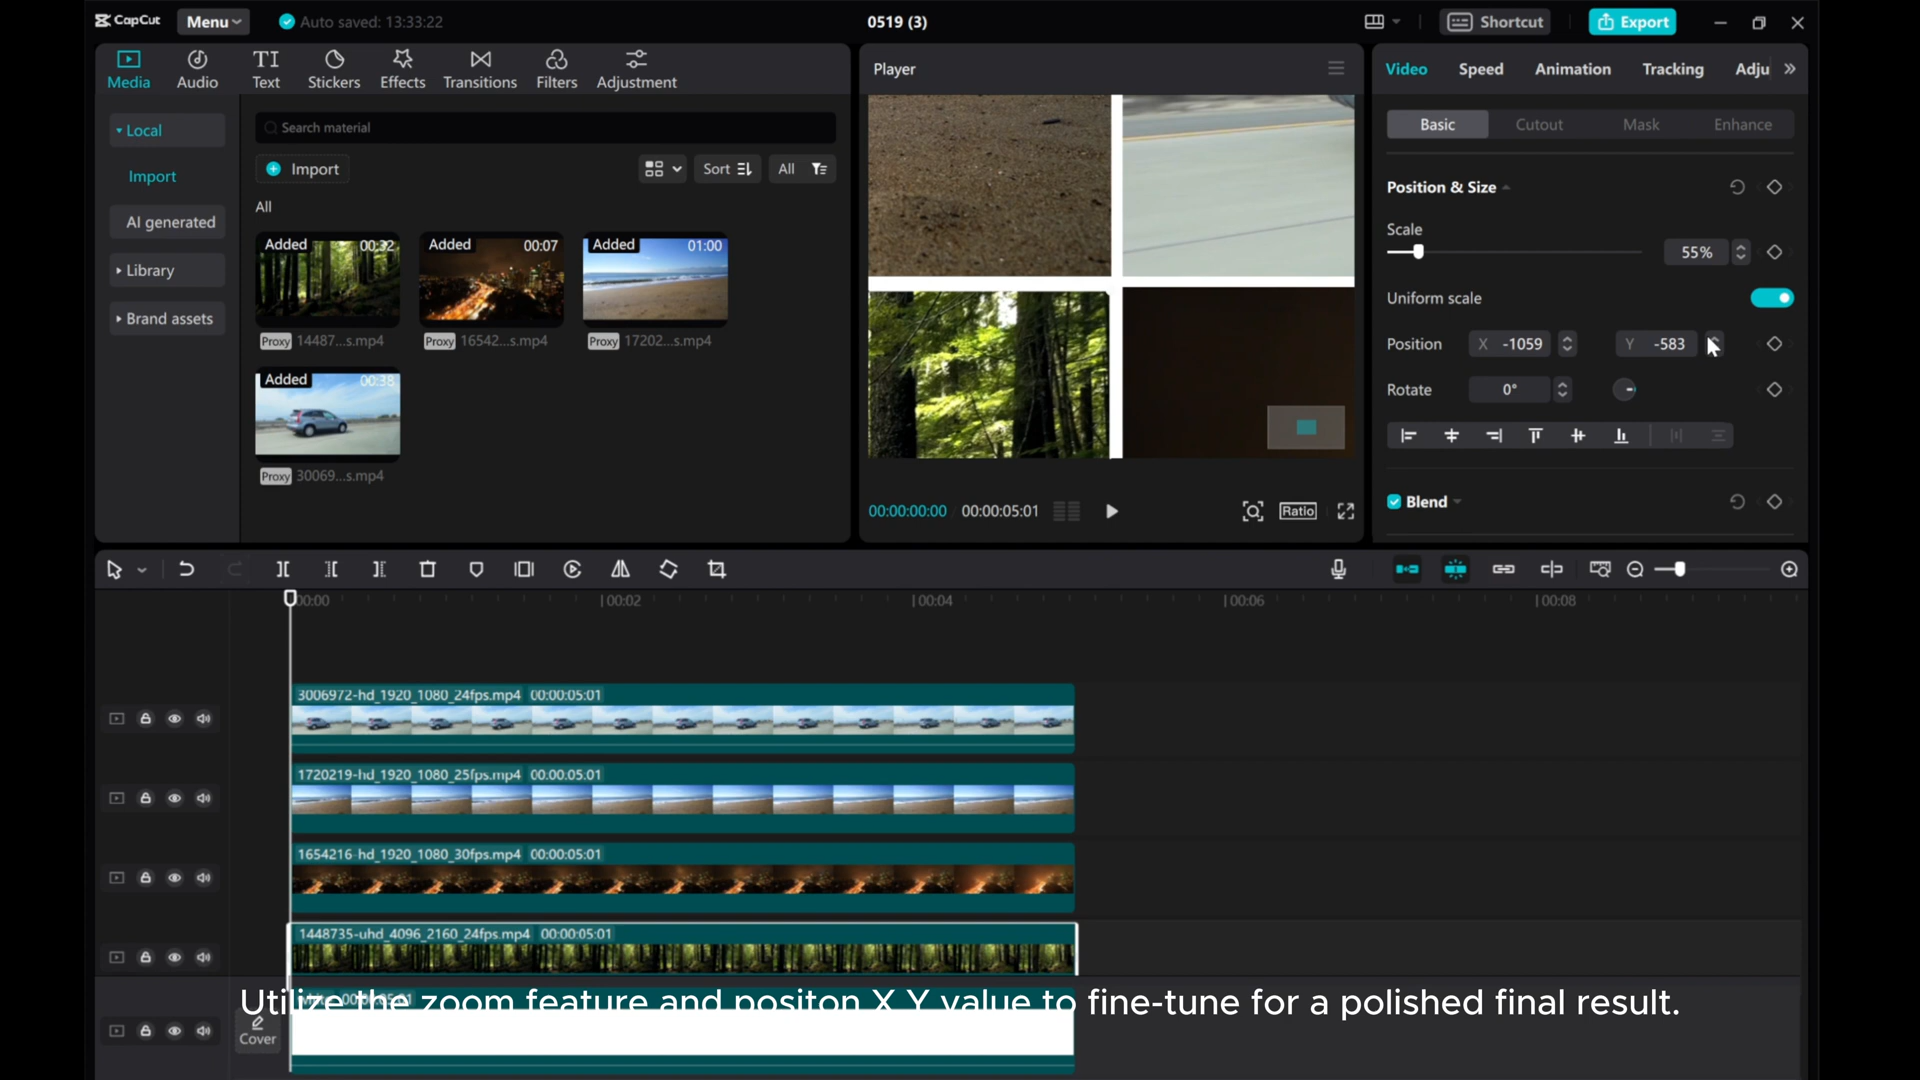 CapCut
Menu
Auto saved: 13:33:22
0519 (3)
Shortcut
Export
Media
Audio
Text
Stickers
Effects
Transitions
Filters
Adjustment
Local
Import
AI generated
Library
Brand assets
Search material
Import
Sort
All
All
Added 00:32
Added 00:07
Added 01:00
Proxy 14487...s.mp4
Proxy 16542...s.mp4
Proxy 17202...s.mp4
Added 00:38
Proxy 30069...s.mp4
Player
00:00:00:00 00:00:05:01
Ratio
Video
Speed
Animation
Tracking
Adju
Basic
Cutout
Mask
Enhance
Position & Size
Scale
55%
Uniform scale
Position X -1059 Y -583
Rotate 0°
Blend
00:00 00:02 00:04 00:06 00:08
3006972-hd_1920_1080_24fps.mp4 00:00:05:01
1720219-hd_1920_1080_25fps.mp4 00:00:05:01
1654216-hd_1920_1080_30fps.mp4 00:00:05:01
1448735-uhd_4096_2160_24fps.mp4 00:00:05:01
Utilize the zoom feature and positon X Y value to fine-tune for a polished final result.
Cover